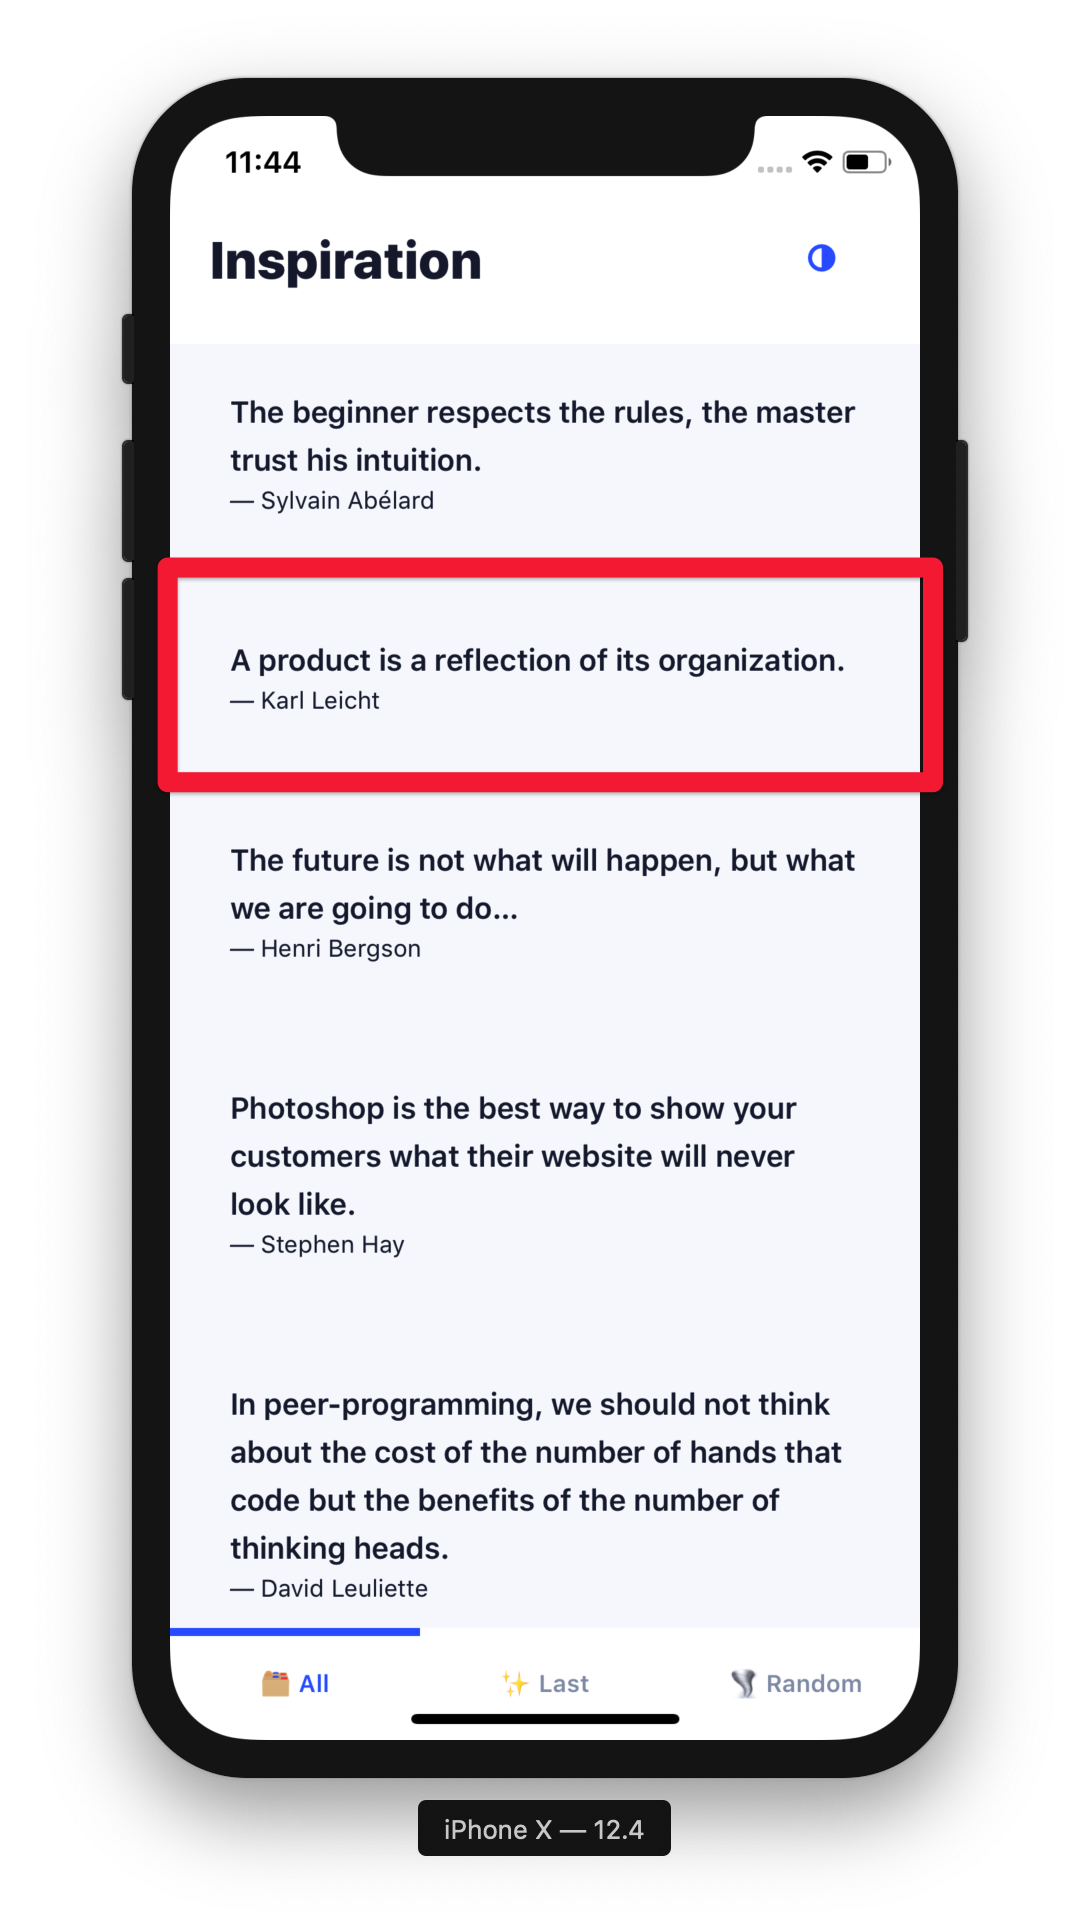 11:44
Inspiration
The beginner respects the rules, the master
trust his intuition.
— Sylvain Abélard
A product is a reflection of its organization.
— Karl Leicht
The future is not what will happen, but what
we are going to do...
— Henri Bergson
Photoshop is the best way to show your
customers what their website will never
look like.
— Stephen Hay
In peer-programming, we should not think
about the cost of the number of hands that
code but the benefits of the number of
thinking heads.
— David Leuliette
All Last Random
iPhone X — 12.4